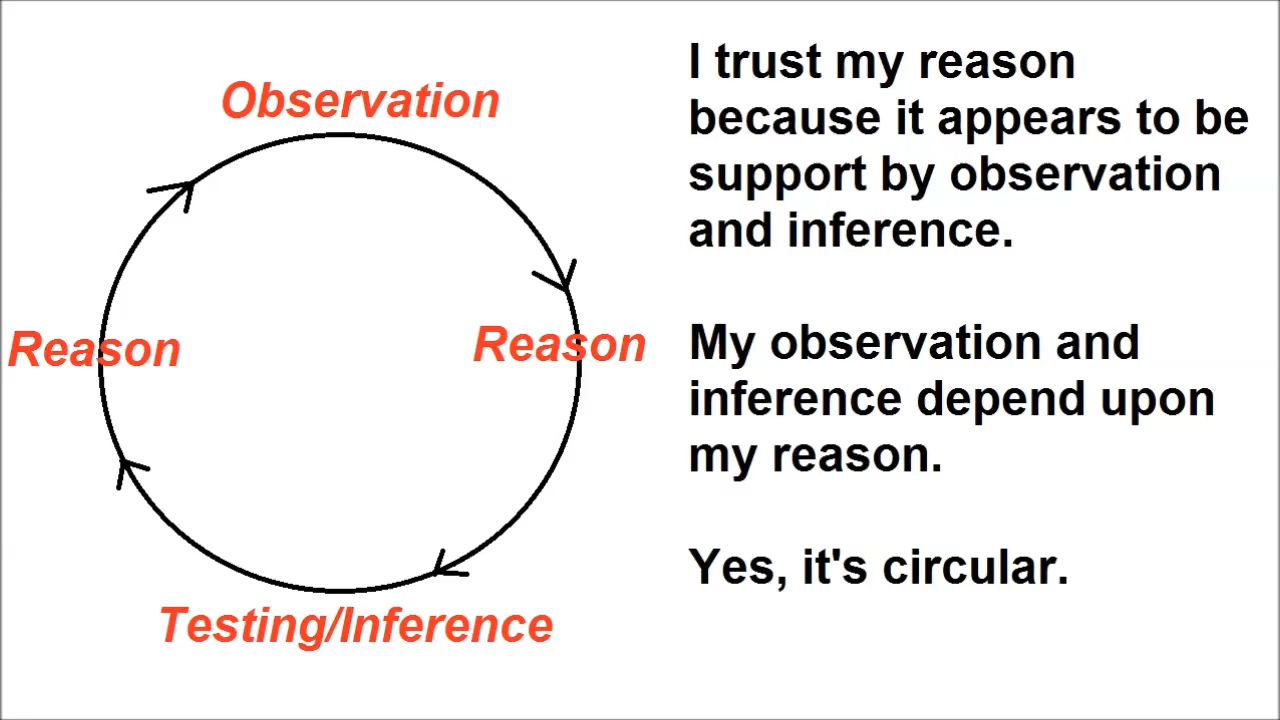 Observation
Reason
Reason
Testing/Inference
I trust my reason
because it appears to be
support by observation
and inference.
My observation and
inference depend upon
my reason.
Yes, it's circular.